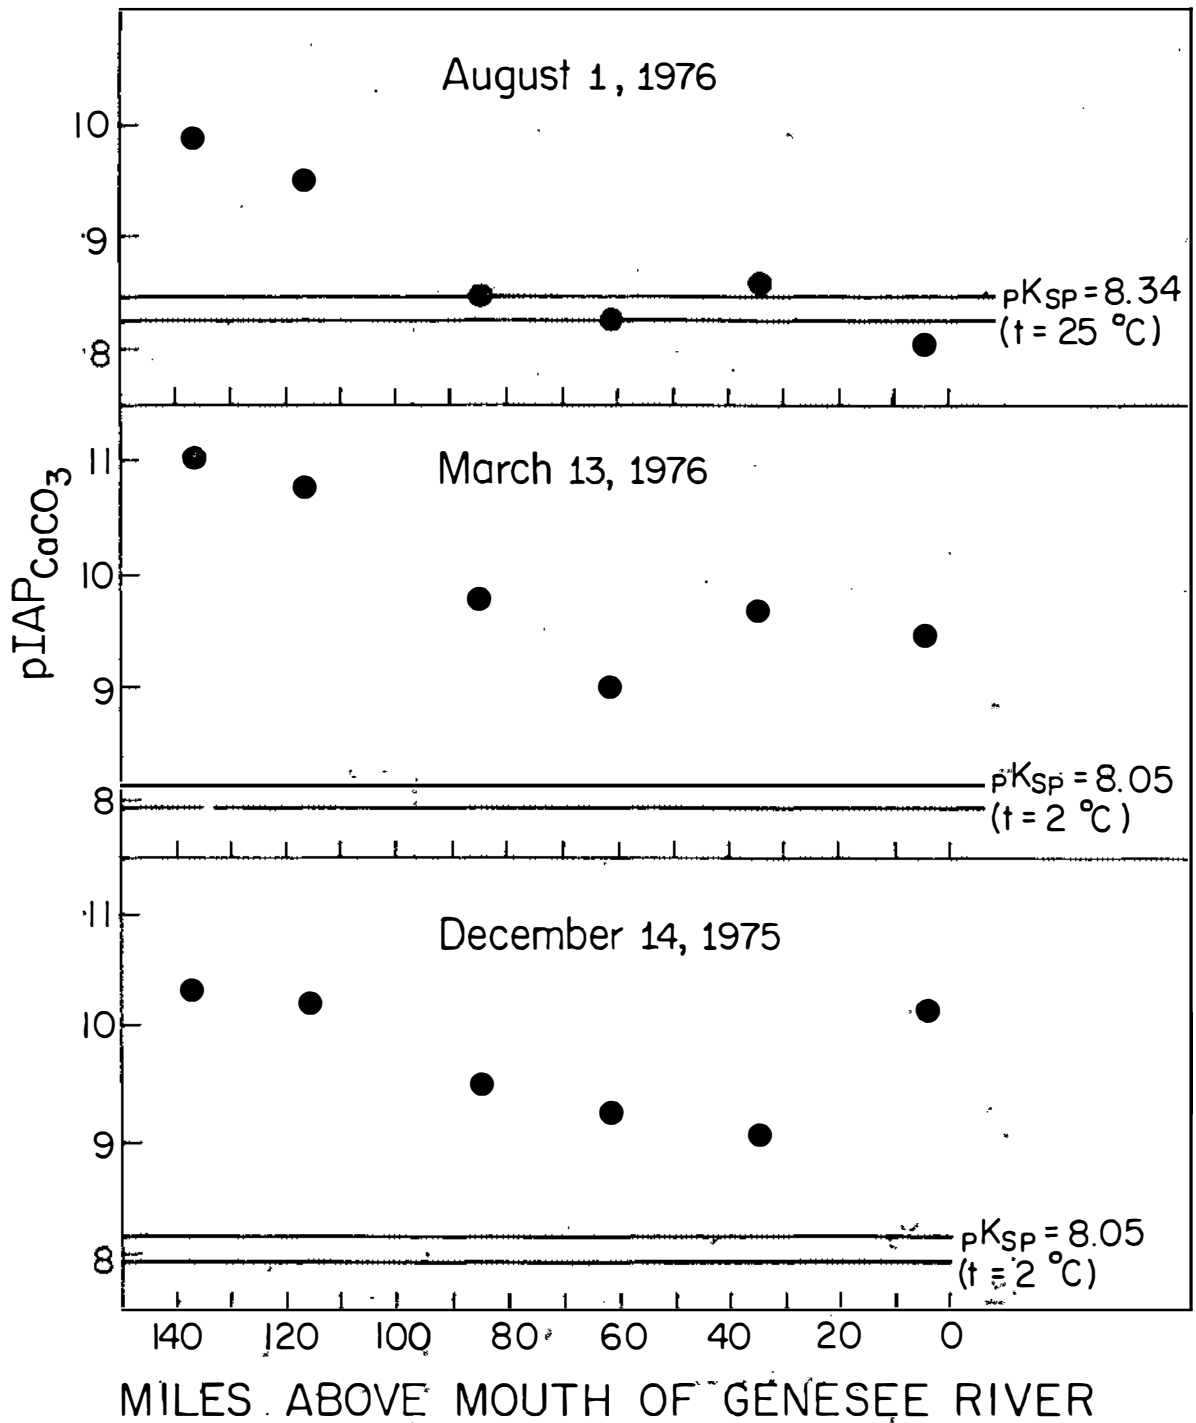 August 1, 1976
10
9
8
pKSP = 8.34
(t = 25 °C)
pIAPCaCO3
March 13, 1976
11
10
9
8
pKSP = 8.05
(t = 2 °C)
December 14, 1975
11
10
9
8
pKSP = 8.05
(t = 2 °C)
140 120 100 80 60 40 20 0
MILES ABOVE MOUTH OF GENESEE RIVER